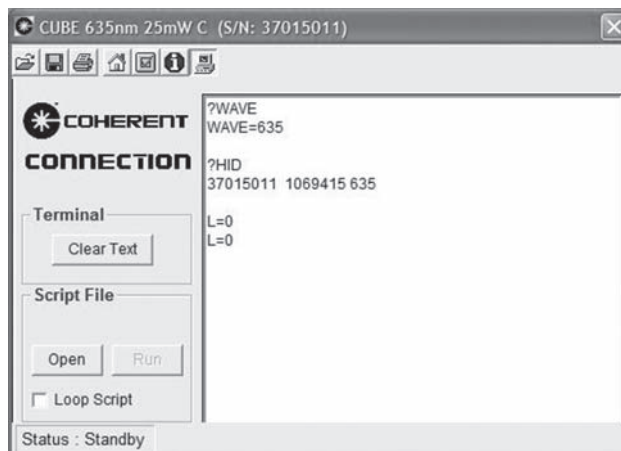 CUBE 635nm 25mW C (S/N: 37015011)
COHERENT
CONNECTION
Terminal
Clear Text
Script File
Open
Run
Loop Script
?WAVE
WAVE=635
?HID
37015011 1069415 635
L=0
L=0
Status : Standby